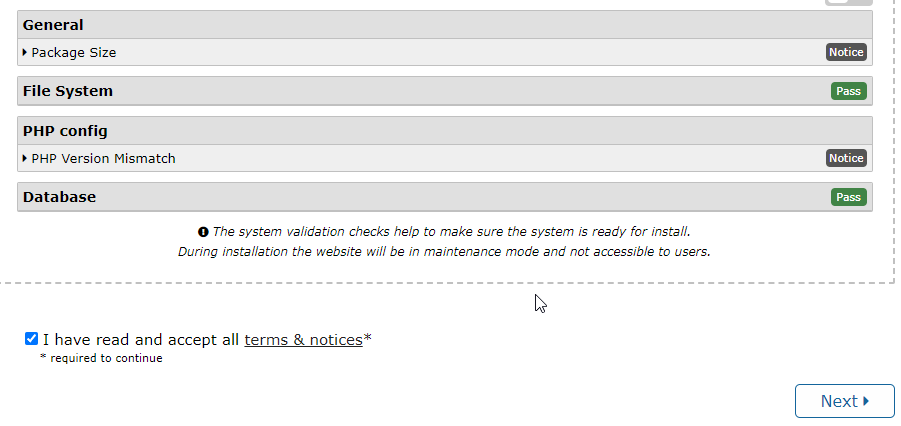 General
Package Size Notice
File System Pass
PHP config
PHP Version Mismatch Notice
Database Pass
The system validation checks help to make sure the system is ready for install.
During installation the website will be in maintenance mode and not accessible to users.
I have read and accept all terms & notices*
* required to continue
Next